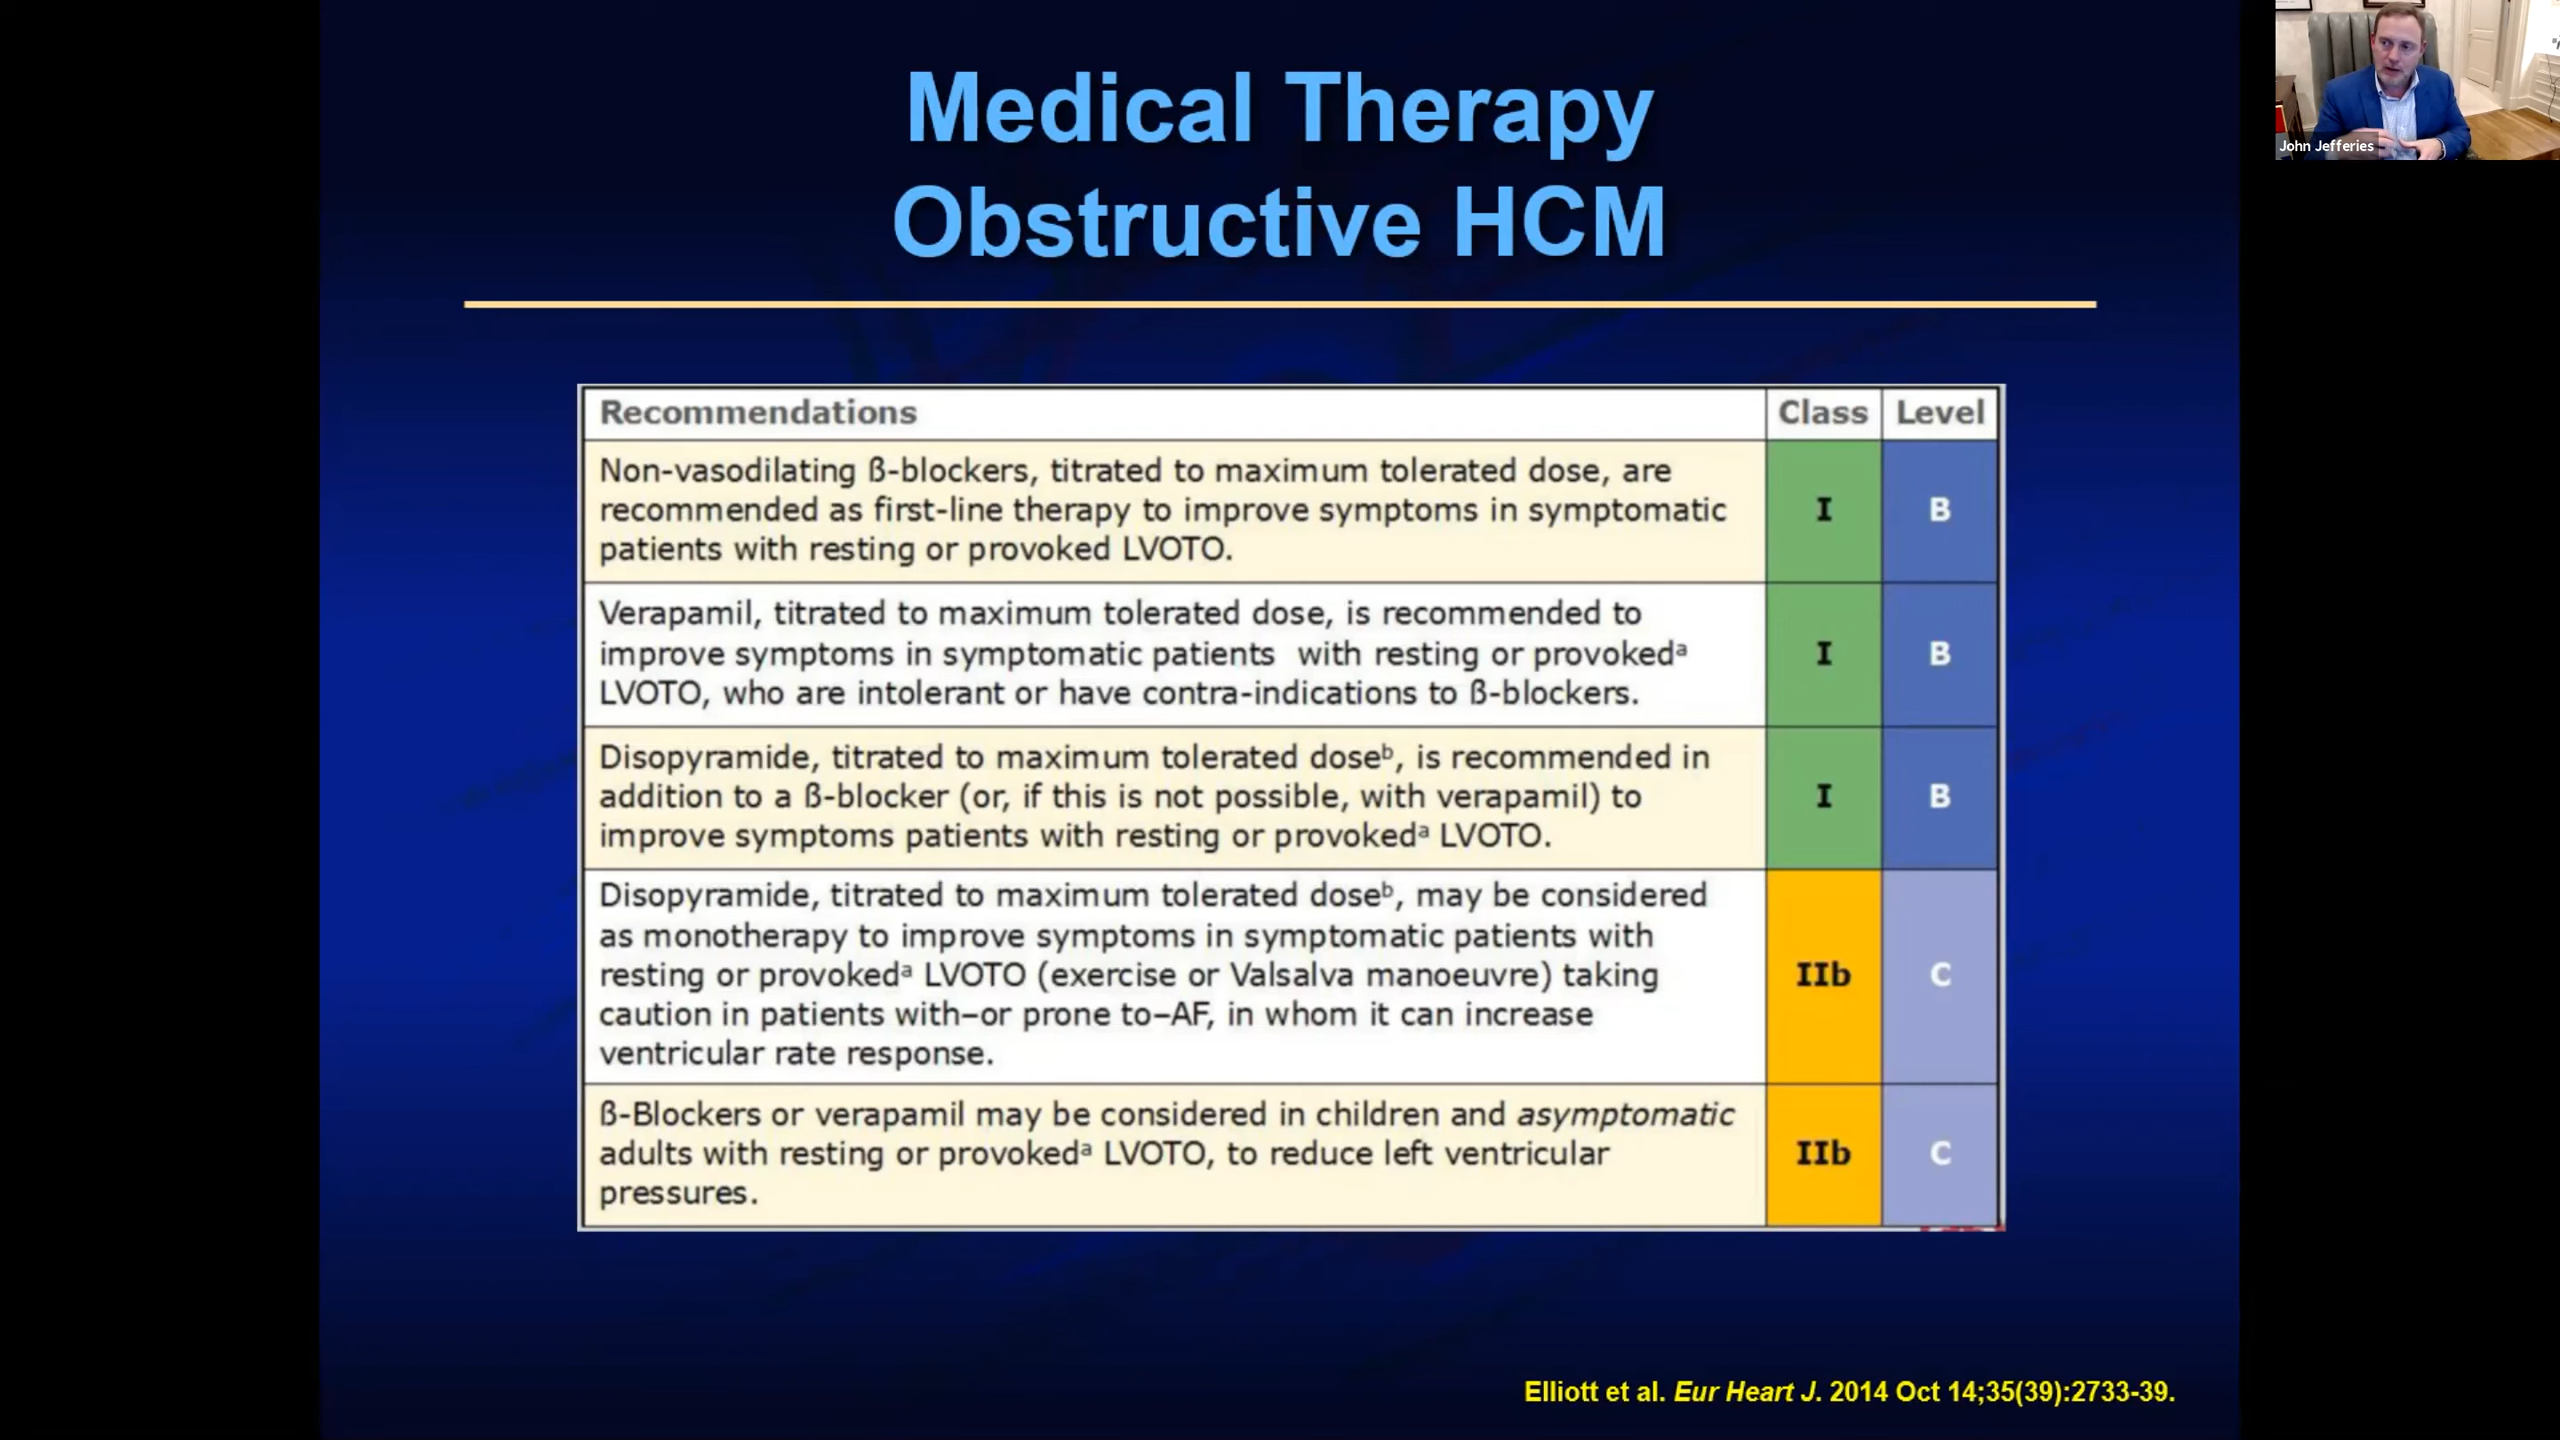 Medical Therapy
Obstructive HCM
John Jefferies
Recommendations Class Level
Non-vasodilating ß-blockers, titrated to maximum tolerated dose, are
recommended as first-line therapy to improve symptoms in symptomatic
patients with resting or provoked LVOTO.
I B
Verapamil, titrated to maximum tolerated dose, is recommended to
improve symptoms in symptomatic patients with resting or provokedᵃ
LVOTO, who are intolerant or have contra-indications to ß-blockers.
I B
Disopyramide, titrated to maximum tolerated doseᵇ, is recommended in
addition to a ß-blocker (or, if this is not possible, with verapamil) to
improve symptoms patients with resting or provokedᵃ LVOTO.
I B
Disopyramide, titrated to maximum tolerated doseᵇ, may be considered
as monotherapy to improve symptoms in symptomatic patients with
resting or provokedᵃ LVOTO (exercise or Valsalva manoeuvre) taking
caution in patients with–or prone to–AF, in whom it can increase
ventricular rate response.
IIb C
ß-Blockers or verapamil may be considered in children and asymptomatic
adults with resting or provokedᵃ LVOTO, to reduce left ventricular
pressures.
IIb C
Elliott et al. Eur Heart J. 2014 Oct 14;35(39):2733-39.